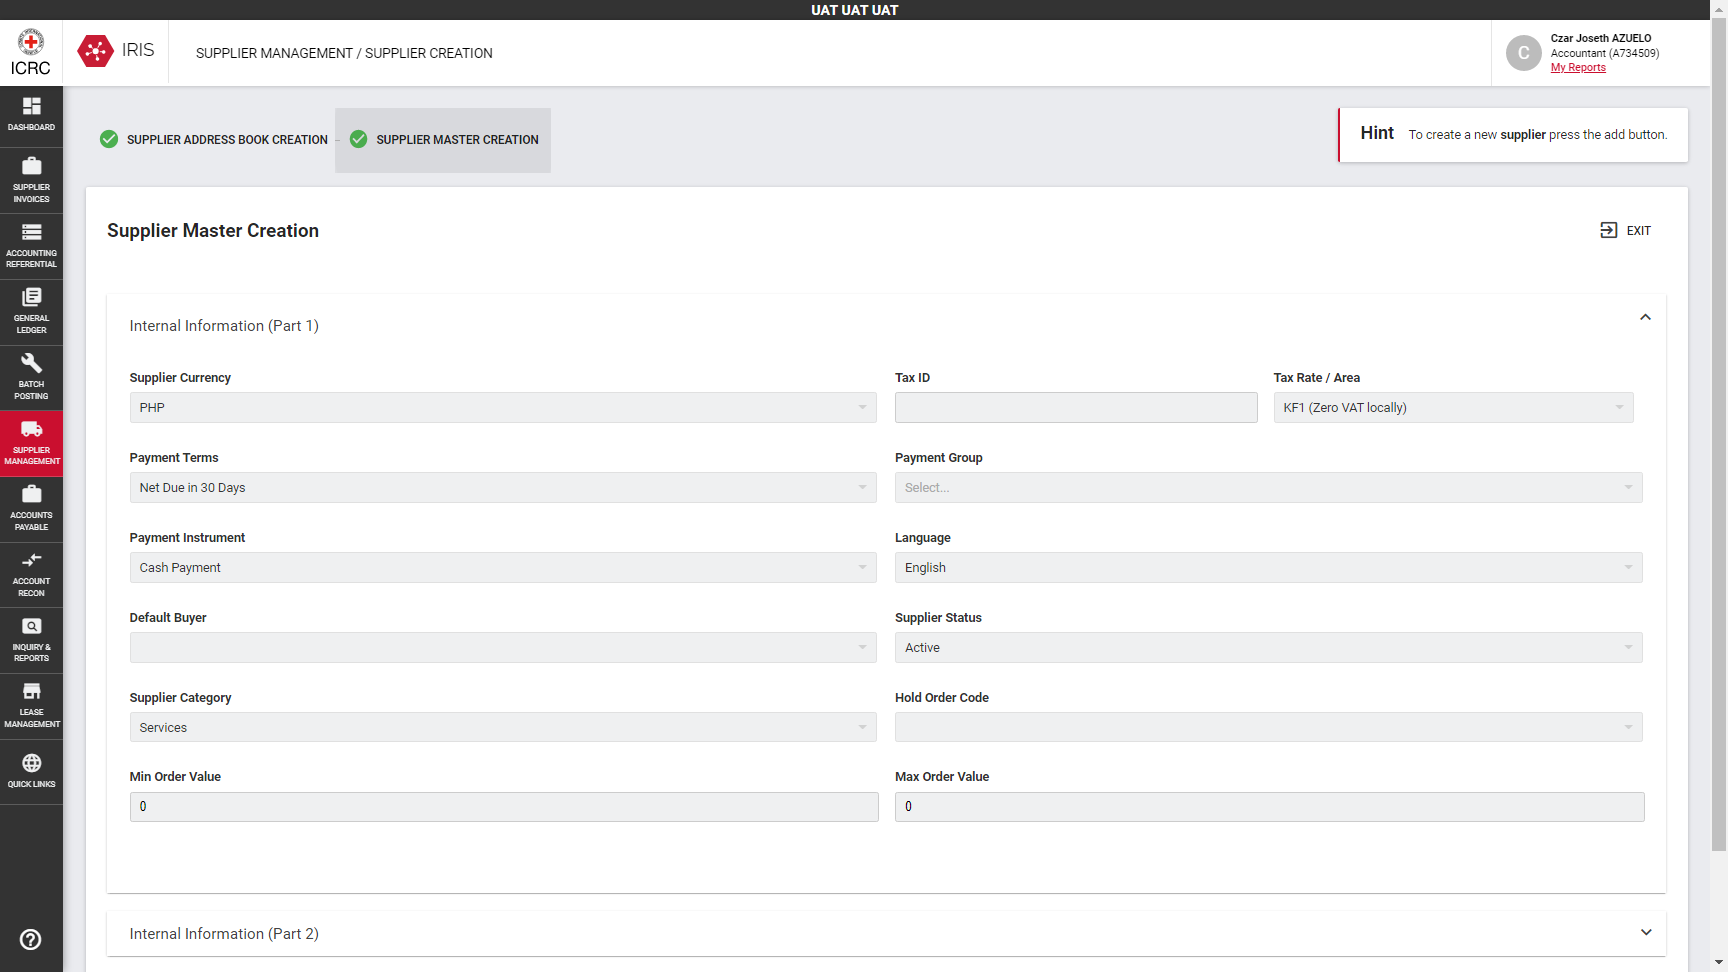 UAT UAT UAT
ICRC
IRIS
SUPPLIER MANAGEMENT / SUPPLIER CREATION
C
Czar Joseth AZUELO
Accountant (A734509)
My Reports
DASHBOARD
SUPPLIER
INVOICES
ACCOUNTING
REFERENTIAL
GENERAL
LEDGER
BATCH
POSTING
SUPPLIER
MANAGEMENT
ACCOUNTS
PAYABLE
ACCOUNT
RECON
INQUIRY &
REPORTS
LEASE
MANAGEMENT
QUICK LINKS
SUPPLIER ADDRESS BOOK CREATION
SUPPLIER MASTER CREATION
Hint To create a new supplier press the add button.
Supplier Master Creation
EXIT
Internal Information (Part 1)
Supplier Currency
PHP
Tax ID
Tax Rate / Area
KF1 (Zero VAT locally)
Payment Terms
Net Due in 30 Days
Payment Group
Select...
Payment Instrument
Cash Payment
Language
English
Default Buyer
Supplier Status
Active
Supplier Category
Services
Hold Order Code
Min Order Value
0
Max Order Value
0
Internal Information (Part 2)